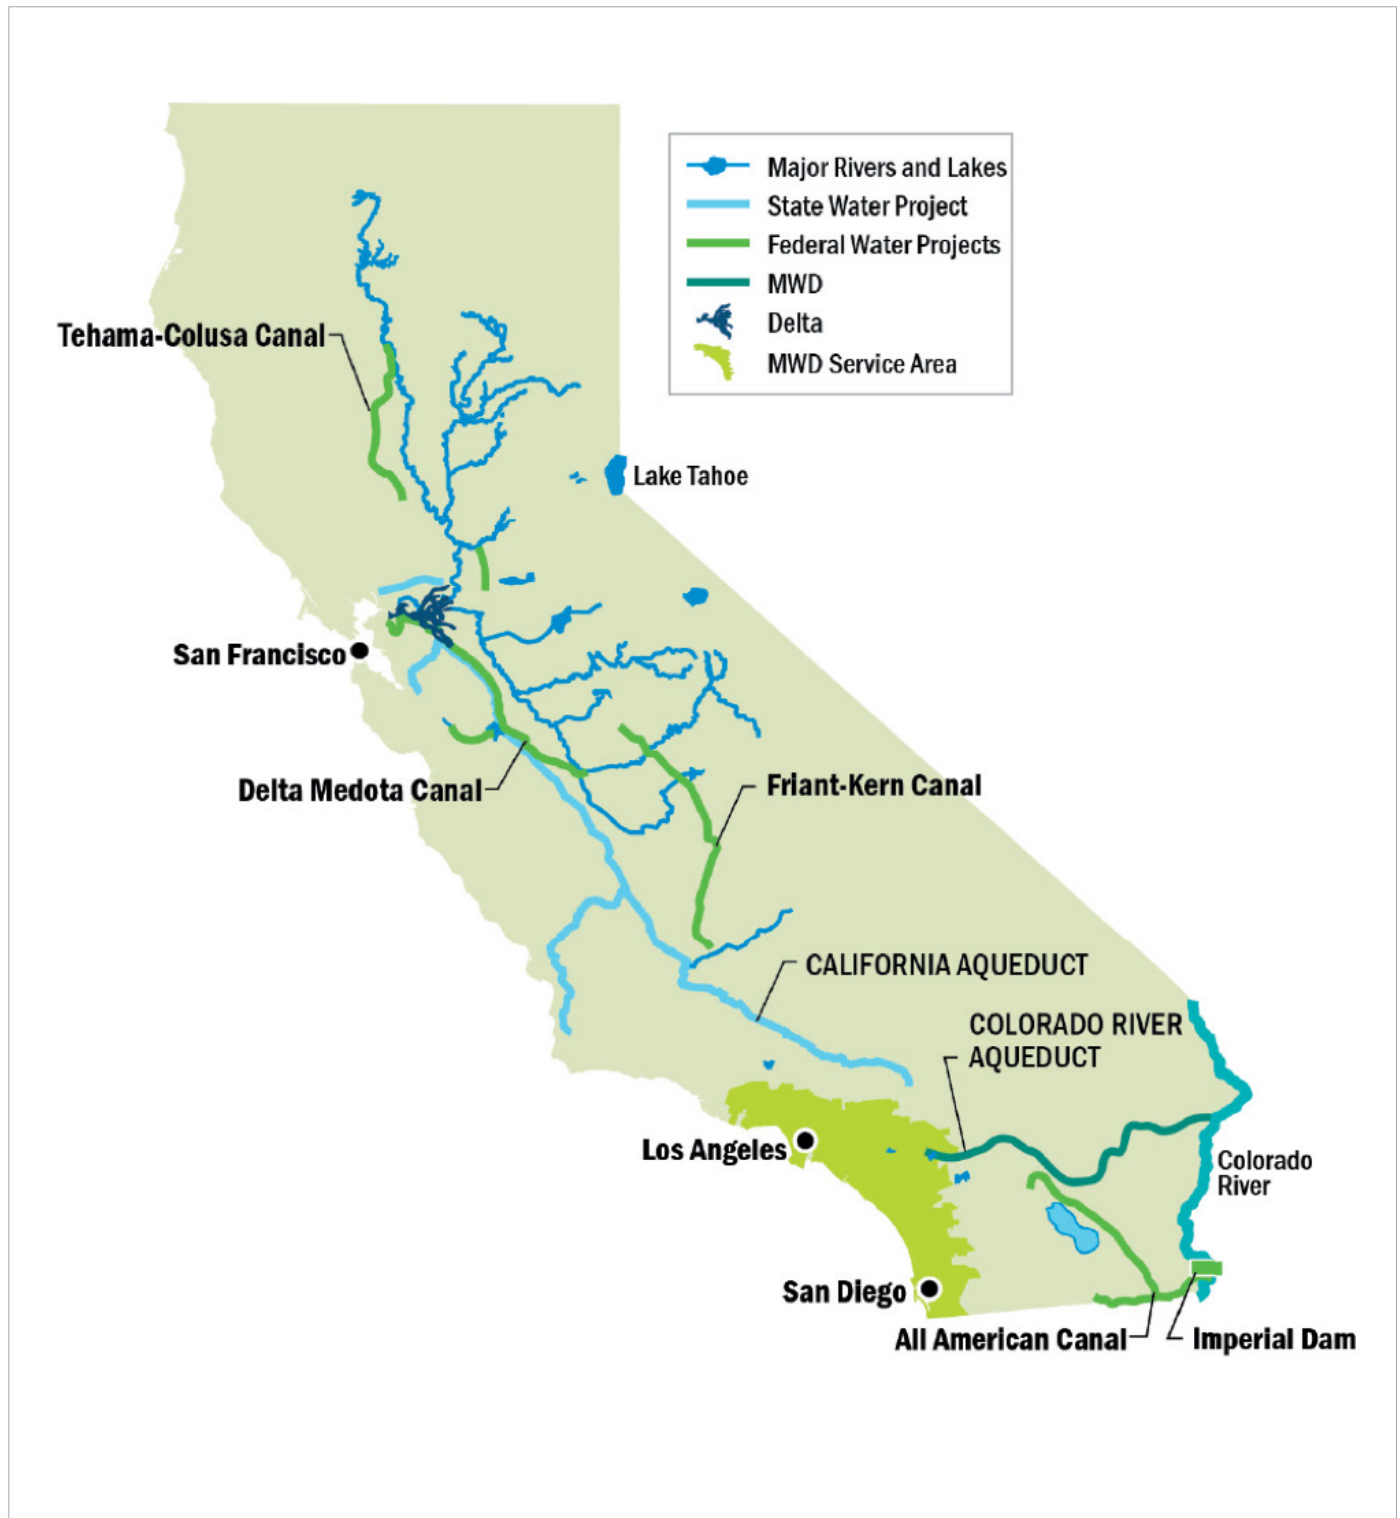 Major Rivers and Lakes
State Water Project
Federal Water Projects
MWD
Delta
MWD Service Area
Tehama-Colusa Canal
Lake Tahoe
San Francisco
Delta Medota Canal
Friant-Kern Canal
CALIFORNIA AQUEDUCT
COLORADO RIVER
AQUEDUCT
Los Angeles
Colorado
River
San Diego
All American Canal
Imperial Dam